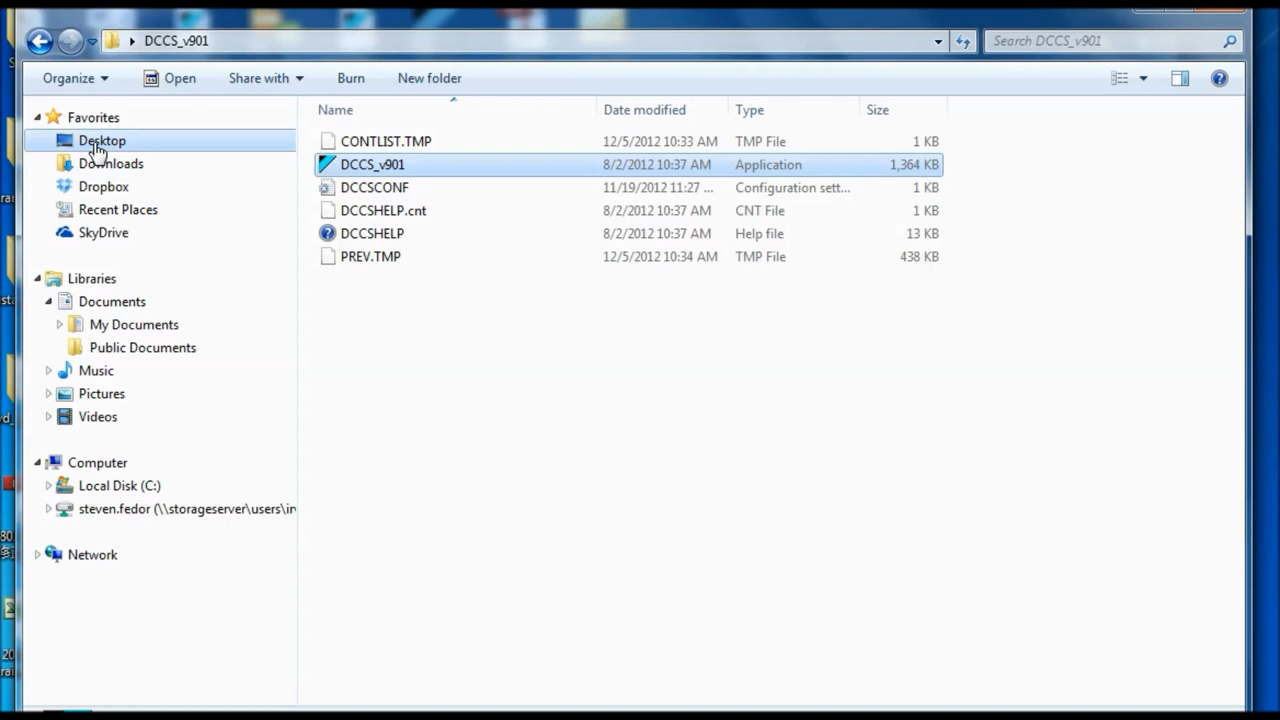 DCCS_v901
Search DCCS_v901
Organize Open Share with Burn New folder
Name Date modified Type Size
Favorites
Desktop
Downloads
Dropbox
Recent Places
SkyDrive
Libraries
Documents
My Documents
Public Documents
Music
Pictures
Videos
Computer
Local Disk (C:)
steven.fedor (\\storageserver\users\
Network
CONTLIST.TMP 12/5/2012 10:33 AM TMP File 1 KB
DCCS_v901 8/2/2012 10:37 AM Application 1,364 KB
DCCSCONF 11/19/2012 11:27 ... Configuration sett... 1 KB
DCCSHELP.cnt 8/2/2012 10:37 AM CNT File 1 KB
DCCSHELP 8/2/2012 10:37 AM Help file 13 KB
PREV.TMP 12/5/2012 10:34 AM TMP File 438 KB